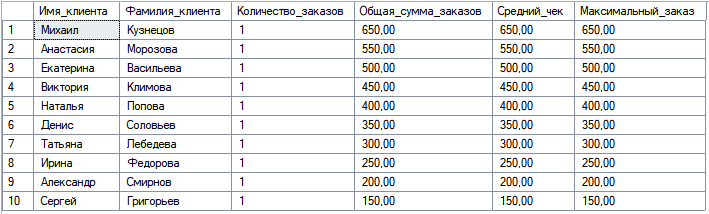 Имя_клиента Фамилия_клиента Количество_заказов Общая_сумма_заказов Средний_чек Максимальный_заказ
1 Михаил Кузнецов 1 650,00 650,00 650,00
2 Анастасия Морозова 1 550,00 550,00 550,00
3 Екатерина Васильева 1 500,00 500,00 500,00
4 Виктория Климова 1 450,00 450,00 450,00
5 Наталья Попова 1 400,00 400,00 400,00
6 Денис Соловьев 1 350,00 350,00 350,00
7 Татьяна Лебедева 1 300,00 300,00 300,00
8 Ирина Федорова 1 250,00 250,00 250,00
9 Александр Смирнов 1 200,00 200,00 200,00
10 Сергей Григорьев 1 150,00 150,00 150,00